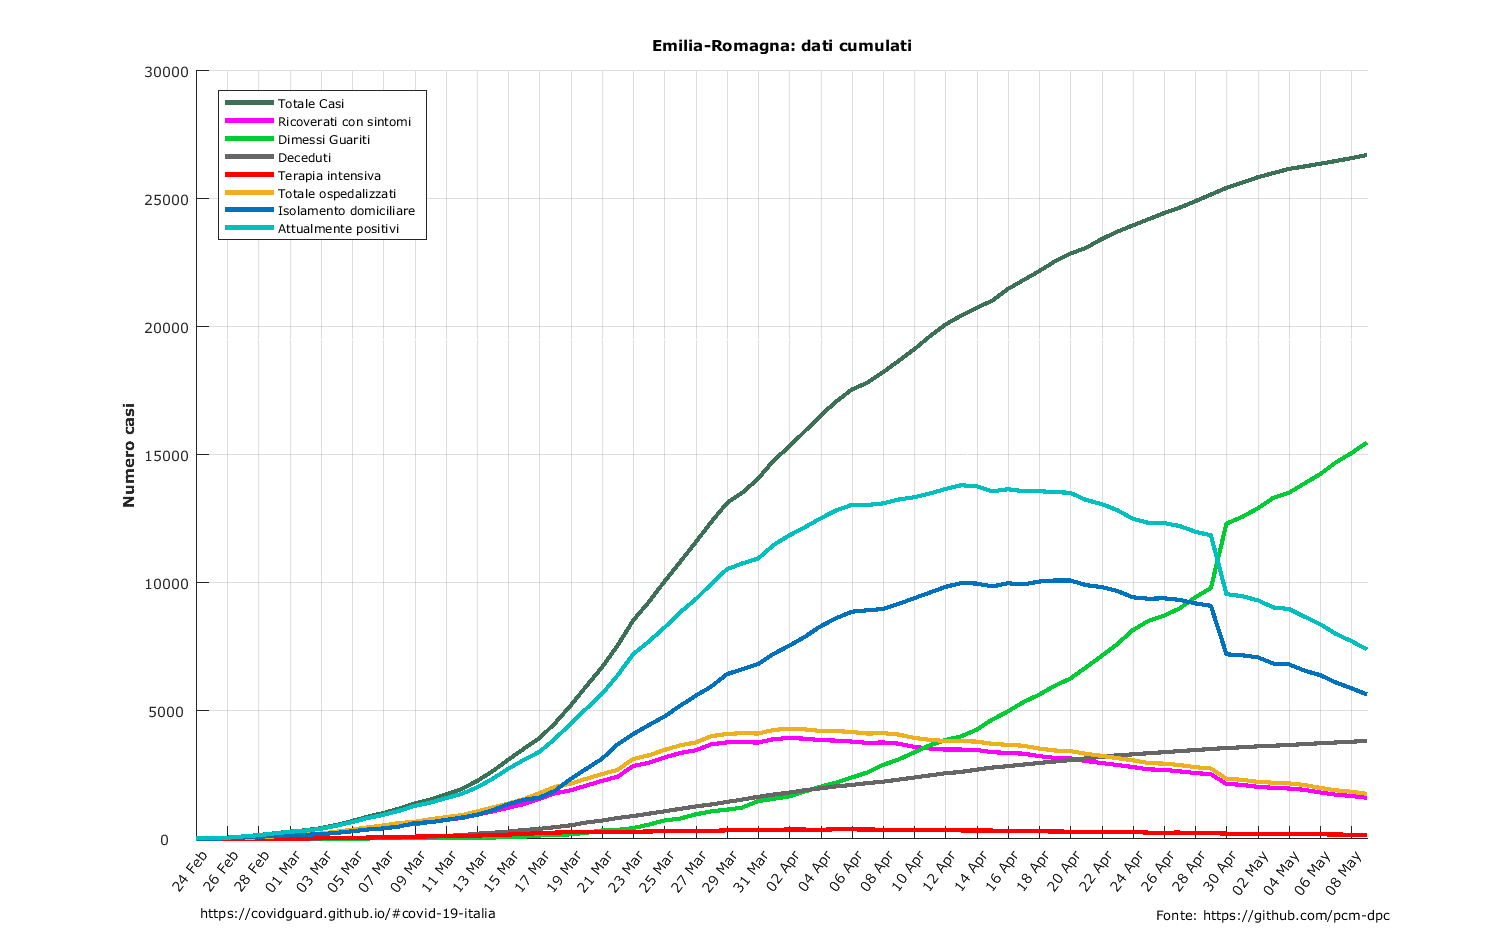 Emilia-Romagna: dati cumulati
30000
25000
20000
15000
10000
5000
0
Numero casi
Totale Casi
Ricoverati con sintomi
Dimessi Guariti
Deceduti
Terapia intensiva
Totale ospedalizzati
Isolamento domiciliare
Attualmente positivi
24 Feb
26 Feb
28 Feb
01 Mar
03 Mar
05 Mar
07 Mar
09 Mar
11 Mar
13 Mar
15 Mar
17 Mar
19 Mar
21 Mar
23 Mar
25 Mar
27 Mar
29 Mar
31 Mar
02 Apr
04 Apr
06 Apr
08 Apr
10 Apr
12 Apr
14 Apr
16 Apr
18 Apr
20 Apr
22 Apr
24 Apr
26 Apr
28 Apr
30 Apr
02 May
04 May
06 May
08 May
https://covidguard.github.io/#covid-19-italia
Fonte: https://github.com/pcm-dpc